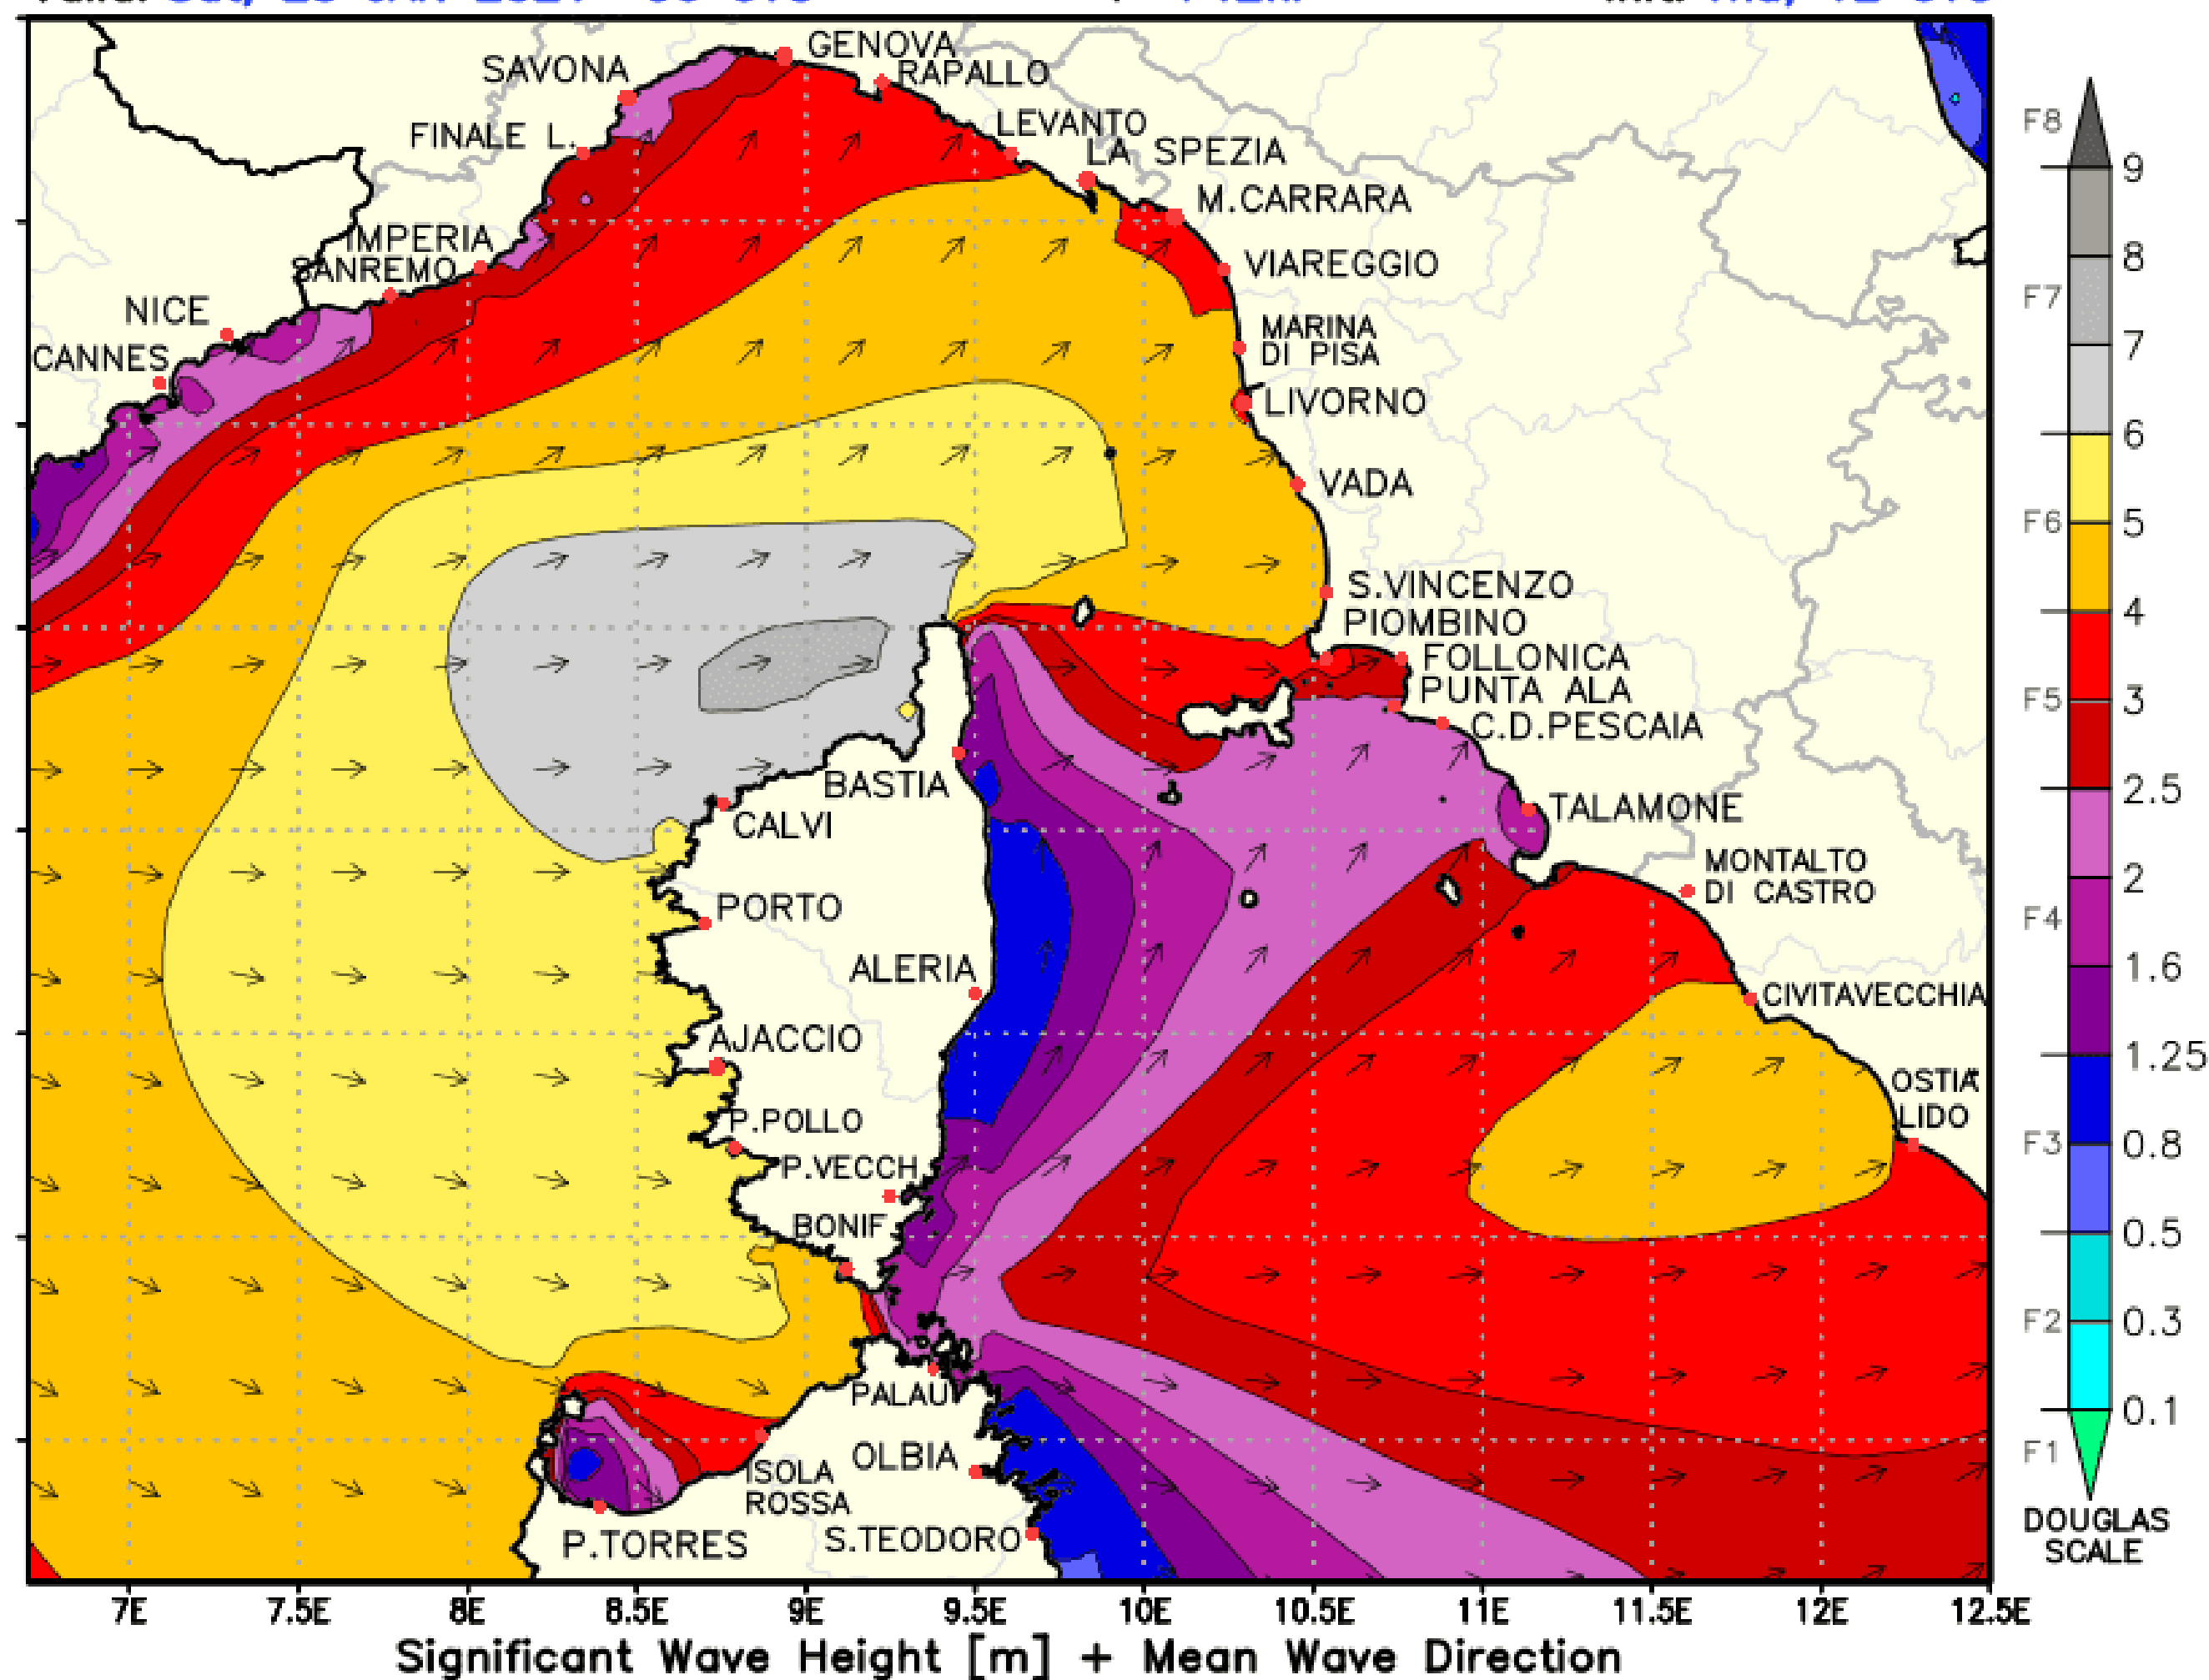 GENOVA
SAVONA
RAPALLO
LEVANTO
FINALE L.
LA SPEZIA
M.CARRARA
IMPERIA
SANREMO
VIAREGGIO
NICE
MARINA
DI PISA
CANNES
LIVORNO
VADA
S.VINCENZO
PIOMBINO
FOLLONICA
PUNTA ALA
C.D.PESCAIA
BASTIA
CALVI
TALAMONE
MONTALTO
DI CASTRO
PORTO
ALERIA
CIVITAVECCHIA
AJACCIO
OSTIA
LIDO
P.POLLO
P.VECCH.
BONIF.
PALAU
OLBIA
ISOLA
ROSSA
P.TORRES
S.TEODORO
F8
9
8
F7
7
6
F6
5
4
F5
3
2.5
2
F4
1.6
1.25
F3
0.8
0.5
F2
0.3
0.1
F1
DOUGLAS
SCALE
7E 7.5E 8E 8.5E 9E 9.5E 10E 10.5E 11E 11.5E 12E 12.5E
Significant Wave Height [m] + Mean Wave Direction